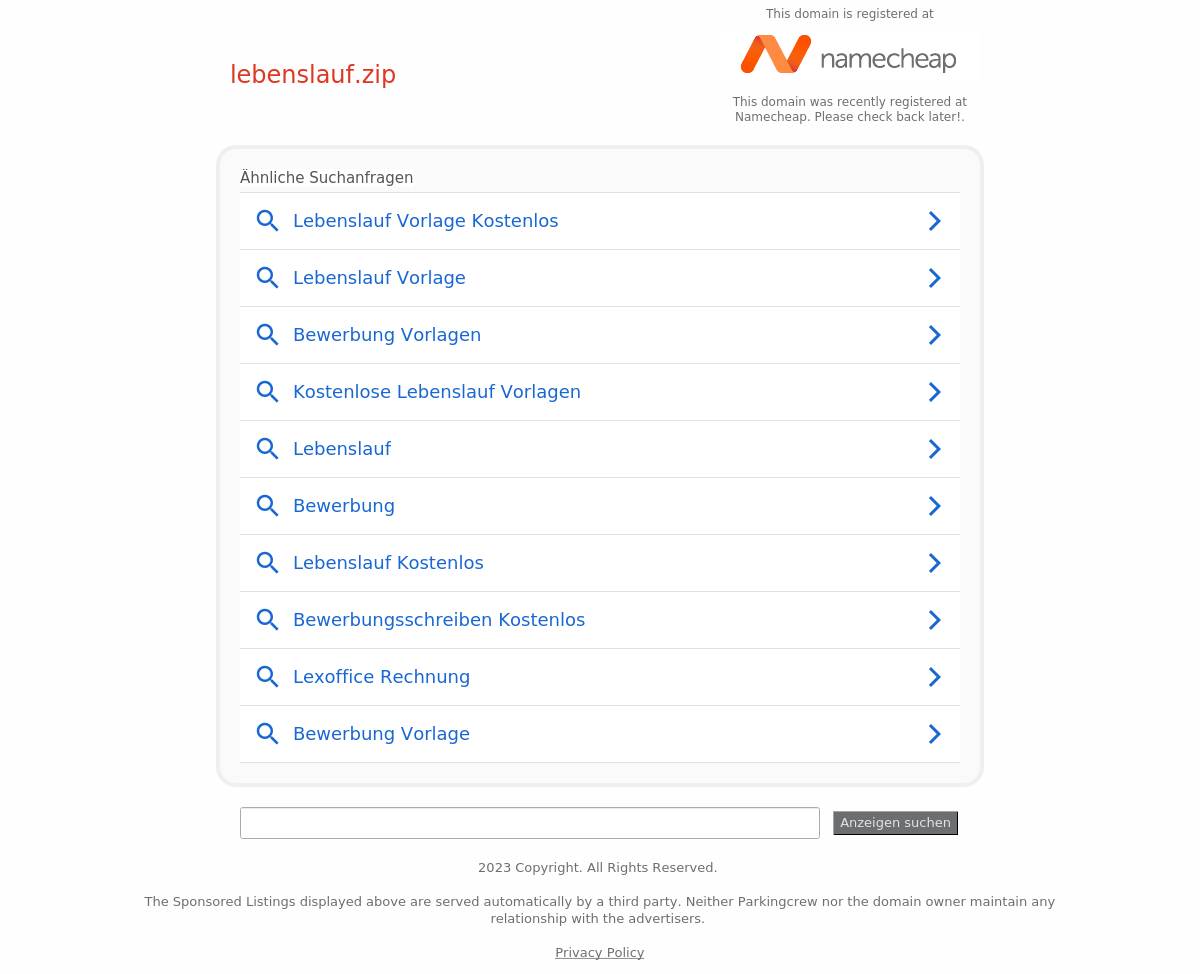 This domain is registered at
namecheap
lebenslauf.zip
This domain was recently registered at
Namecheap. Please check back later!.
Ähnliche Suchanfragen
Lebenslauf Vorlage Kostenlos
Lebenslauf Vorlage
Bewerbung Vorlagen
Kostenlose Lebenslauf Vorlagen
Lebenslauf
Bewerbung
Lebenslauf Kostenlos
Bewerbungsschreiben Kostenlos
Lexoffice Rechnung
Bewerbung Vorlage
Anzeigen suchen
2023 Copyright. All Rights Reserved.
The Sponsored Listings displayed above are served automatically by a third party. Neither Parkingcrew nor the domain owner maintain any
relationship with the advertisers.
Privacy Policy